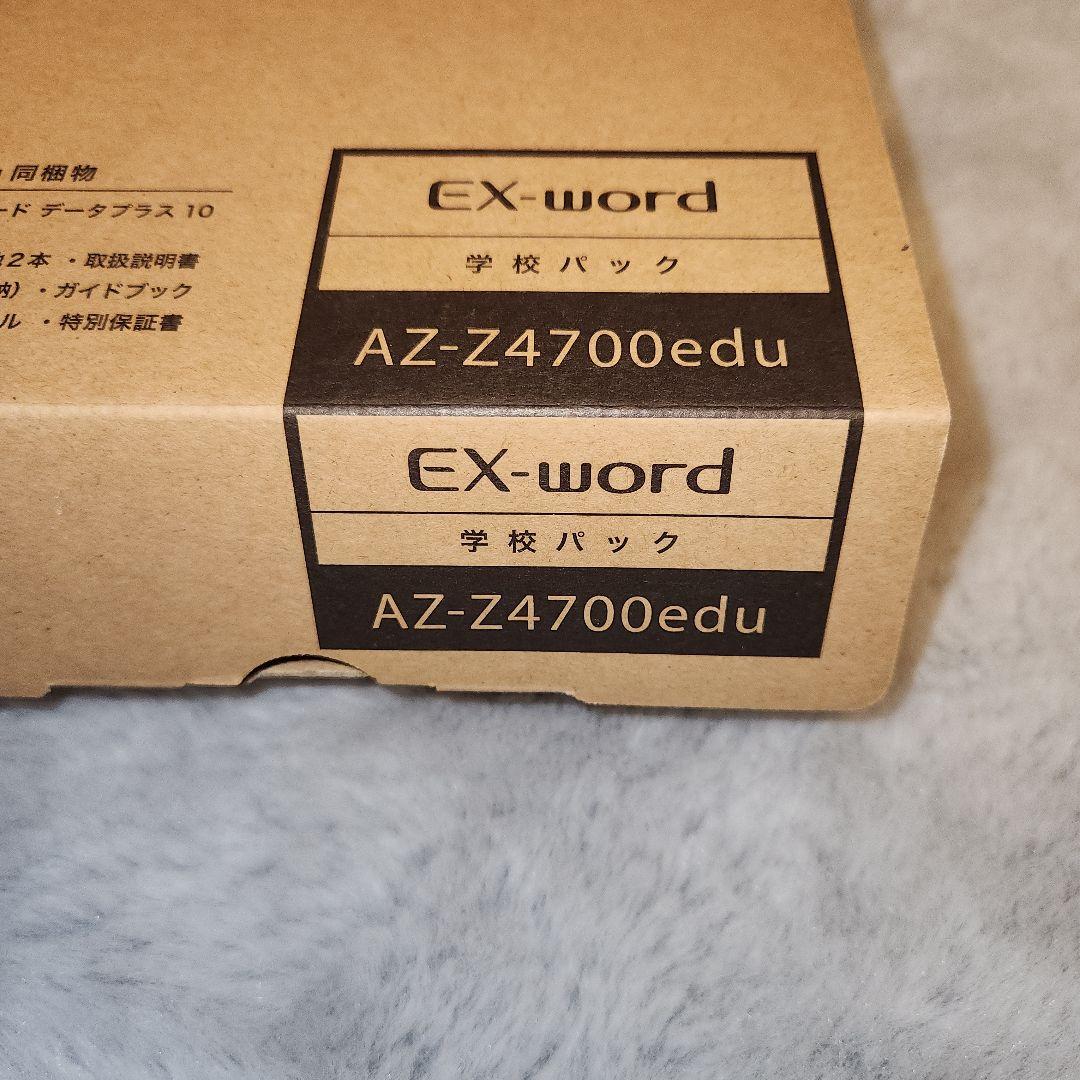 同梱物
ード データプラス 10
2本 ・取扱説明書
納)・ガイドブック
ル ・特別保証書
EX-word
学校パック
AZ-Z4700edu
EX-word
学校パック
AZ-Z4700edu